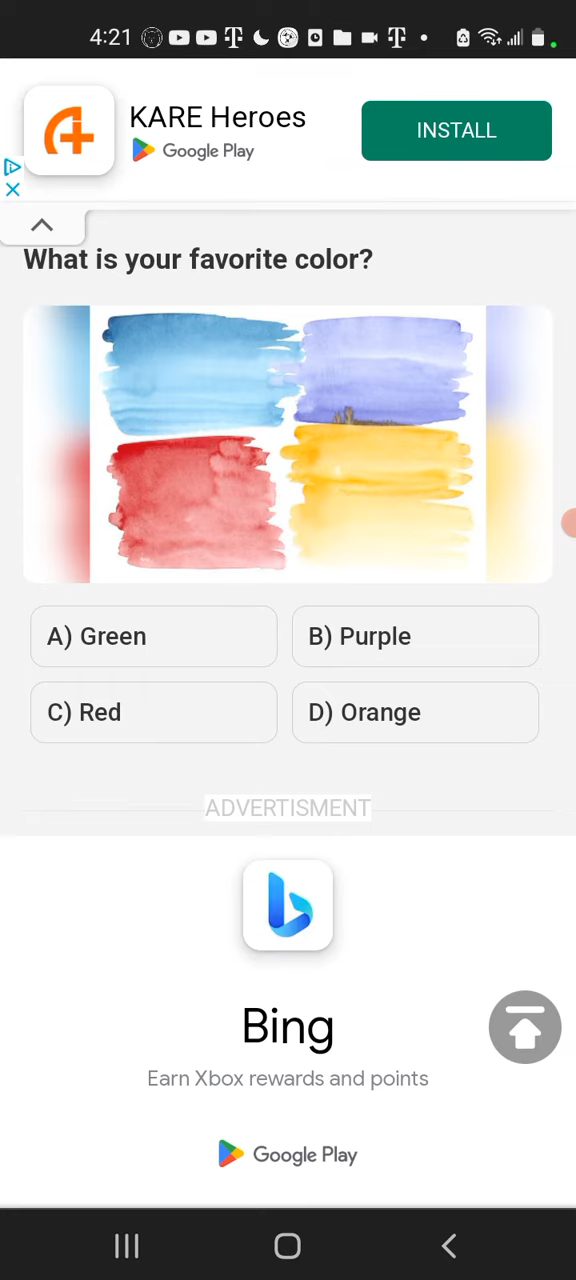 4:21
KARE Heroes
Google Play
INSTALL
What is your favorite color?
A) Green
B) Purple
C) Red
D) Orange
ADVERTISMENT
Bing
Earn Xbox rewards and points
Google Play